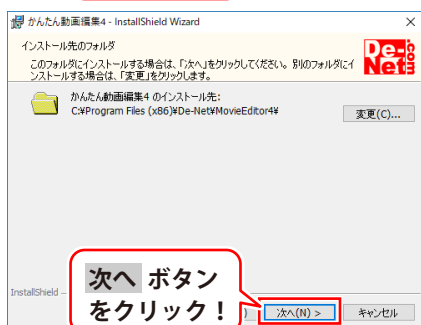 かんたん動画編集4 - InstallShield Wizard
インストール先のフォルダ
このフォルダにインストールする場合は、「次へ」をクリックしてください。別のフォルダにイ
ンストールする場合は、「変更」をクリックします。
De-Net.com
かんたん動画編集4 のインストール先:
C:¥Program Files (x86)¥De-Net¥MovieEditor4¥
変更(C)...
InstallShield
次へ ボタン
をクリック！
次へ(N) >
キャンセル